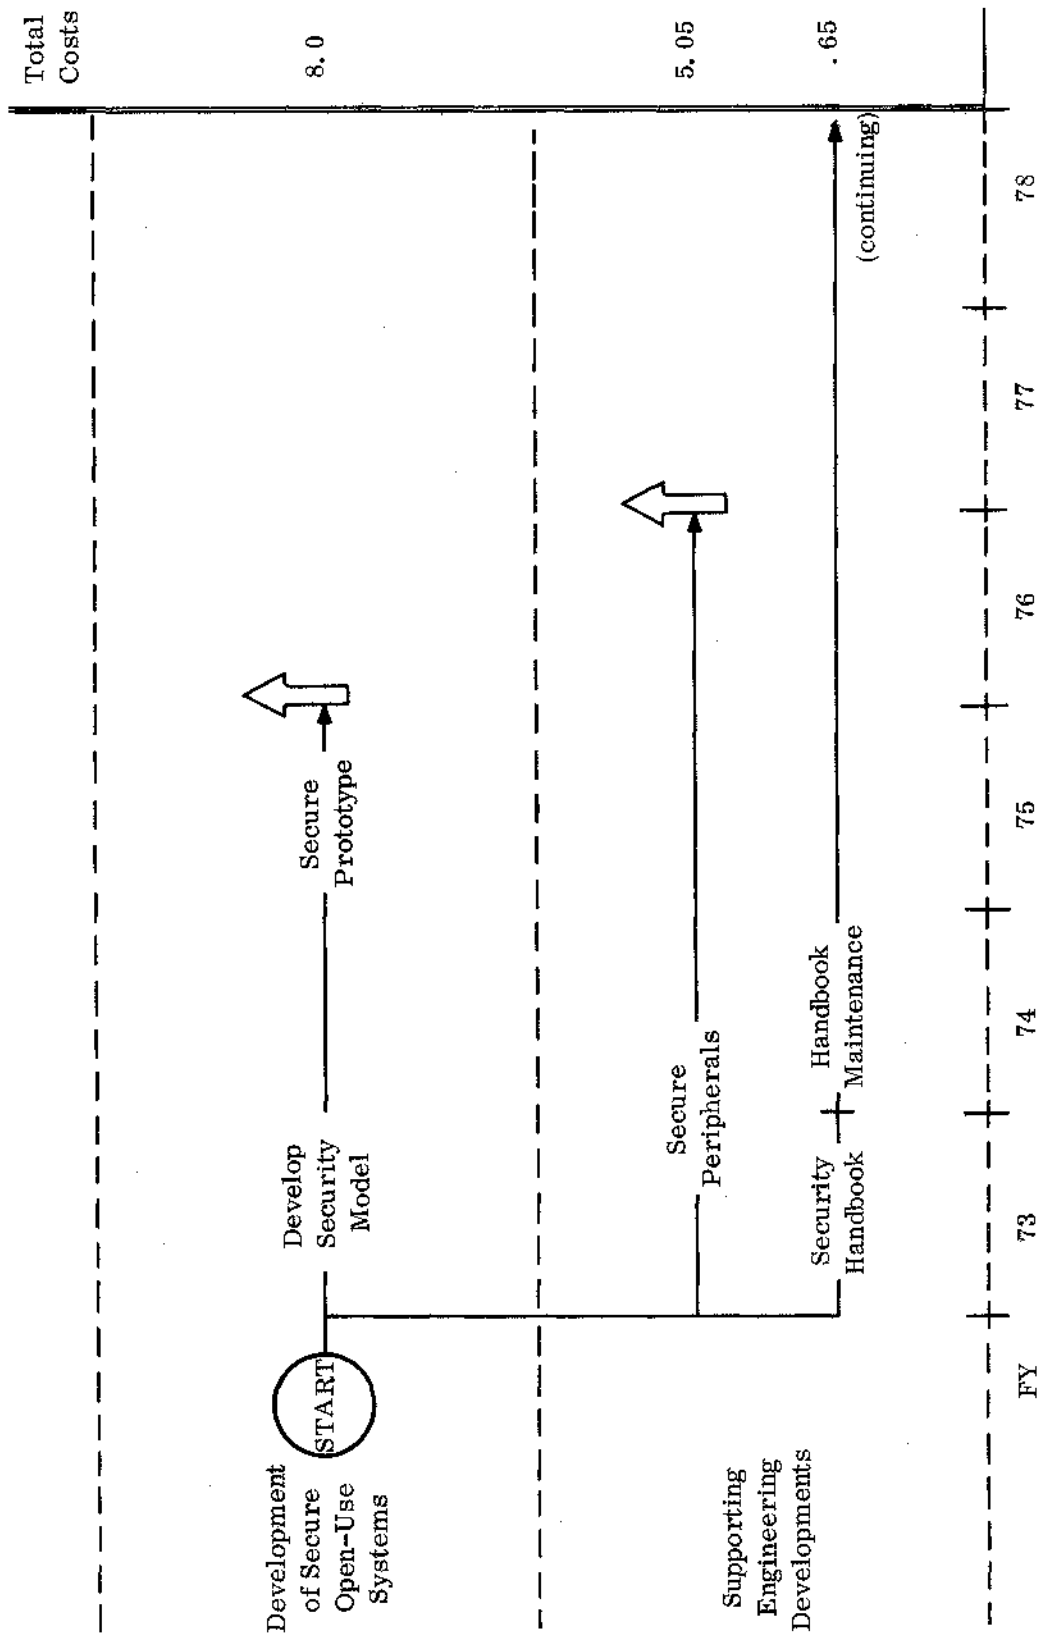 Total
Costs
Development
of Secure
Open-Use
Systems
START
Develop
Security
Model
Secure
Prototype
8.0
Supporting
Engineering
Developments
Secure
Peripherals
5.05
Security
Handbook
Handbook
Maintenance
(continuing)
.65
FY 73 74 75 76 77 78